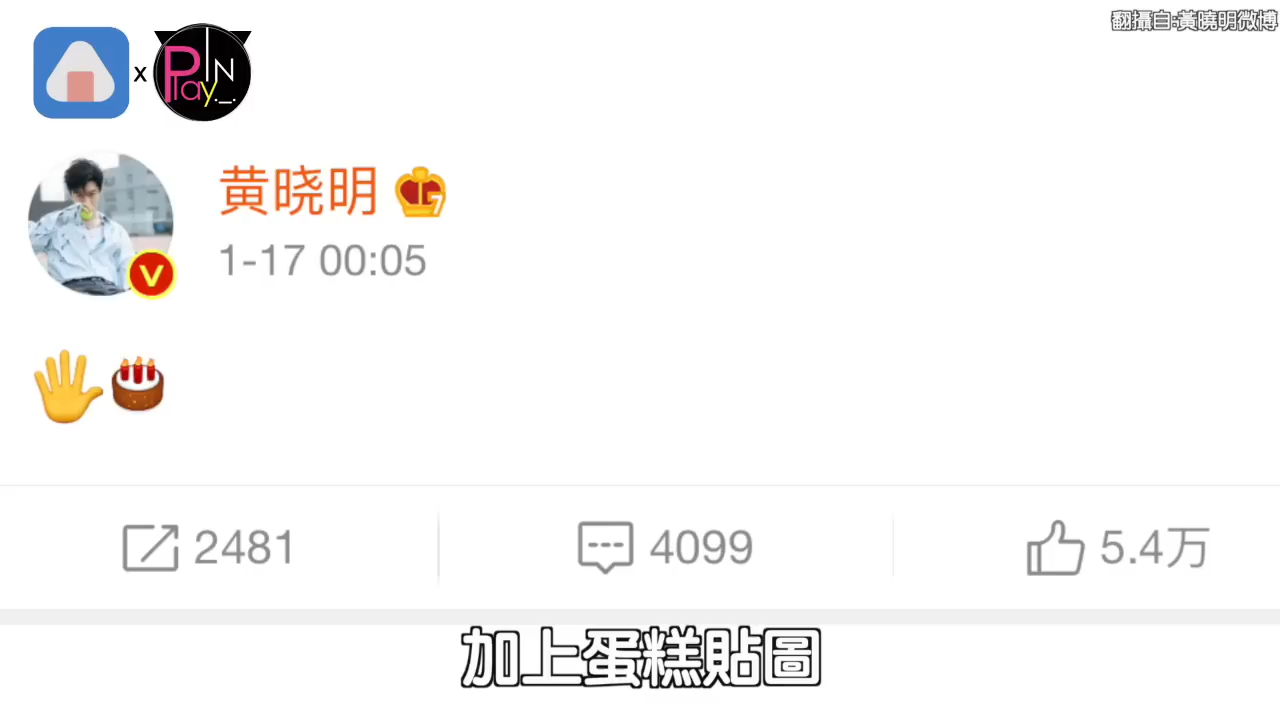 翻攝自:黃曉明微博
x
PlayIN._.
黄晓明 7
1-17 00:05
2481
4099
5.4万
加上蛋糕貼圖